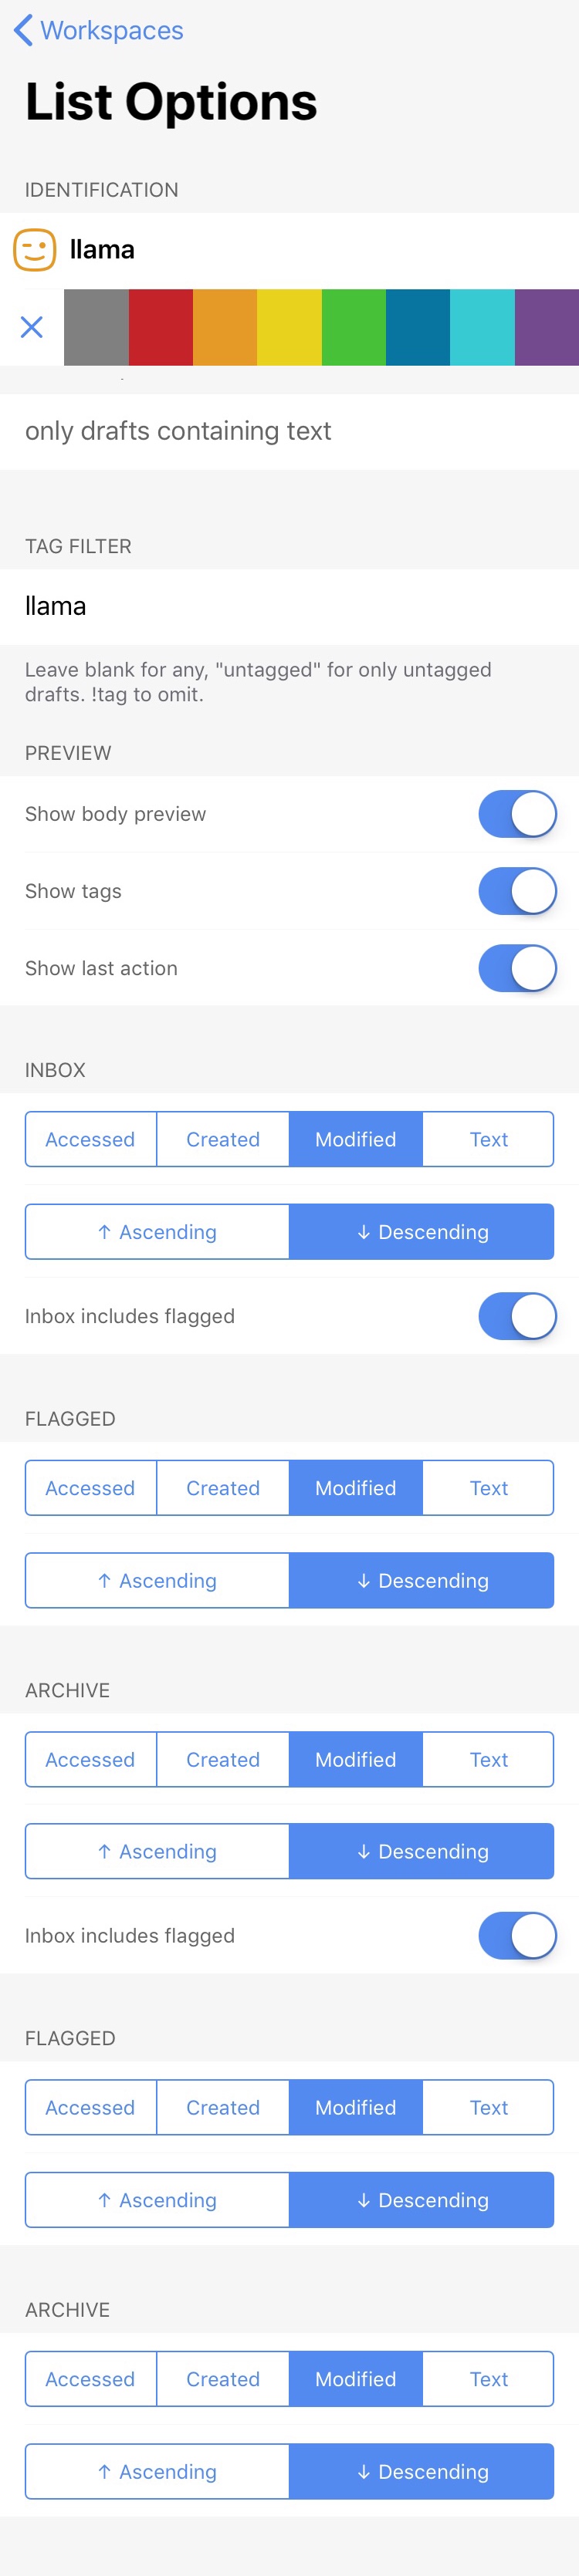 Workspaces
List Options
IDENTIFICATION
llama
only drafts containing text
TAG FILTER
llama
Leave blank for any, "untagged" for only untagged
drafts. !tag to omit.
PREVIEW
Show body preview
Show tags
Show last action
INBOX
Accessed Created Modified Text
↑ Ascending ↓ Descending
Inbox includes flagged
FLAGGED
Accessed Created Modified Text
↑ Ascending ↓ Descending
ARCHIVE
Accessed Created Modified Text
↑ Ascending ↓ Descending
Inbox includes flagged
FLAGGED
Accessed Created Modified Text
↑ Ascending ↓ Descending
ARCHIVE
Accessed Created Modified Text
↑ Ascending ↓ Descending